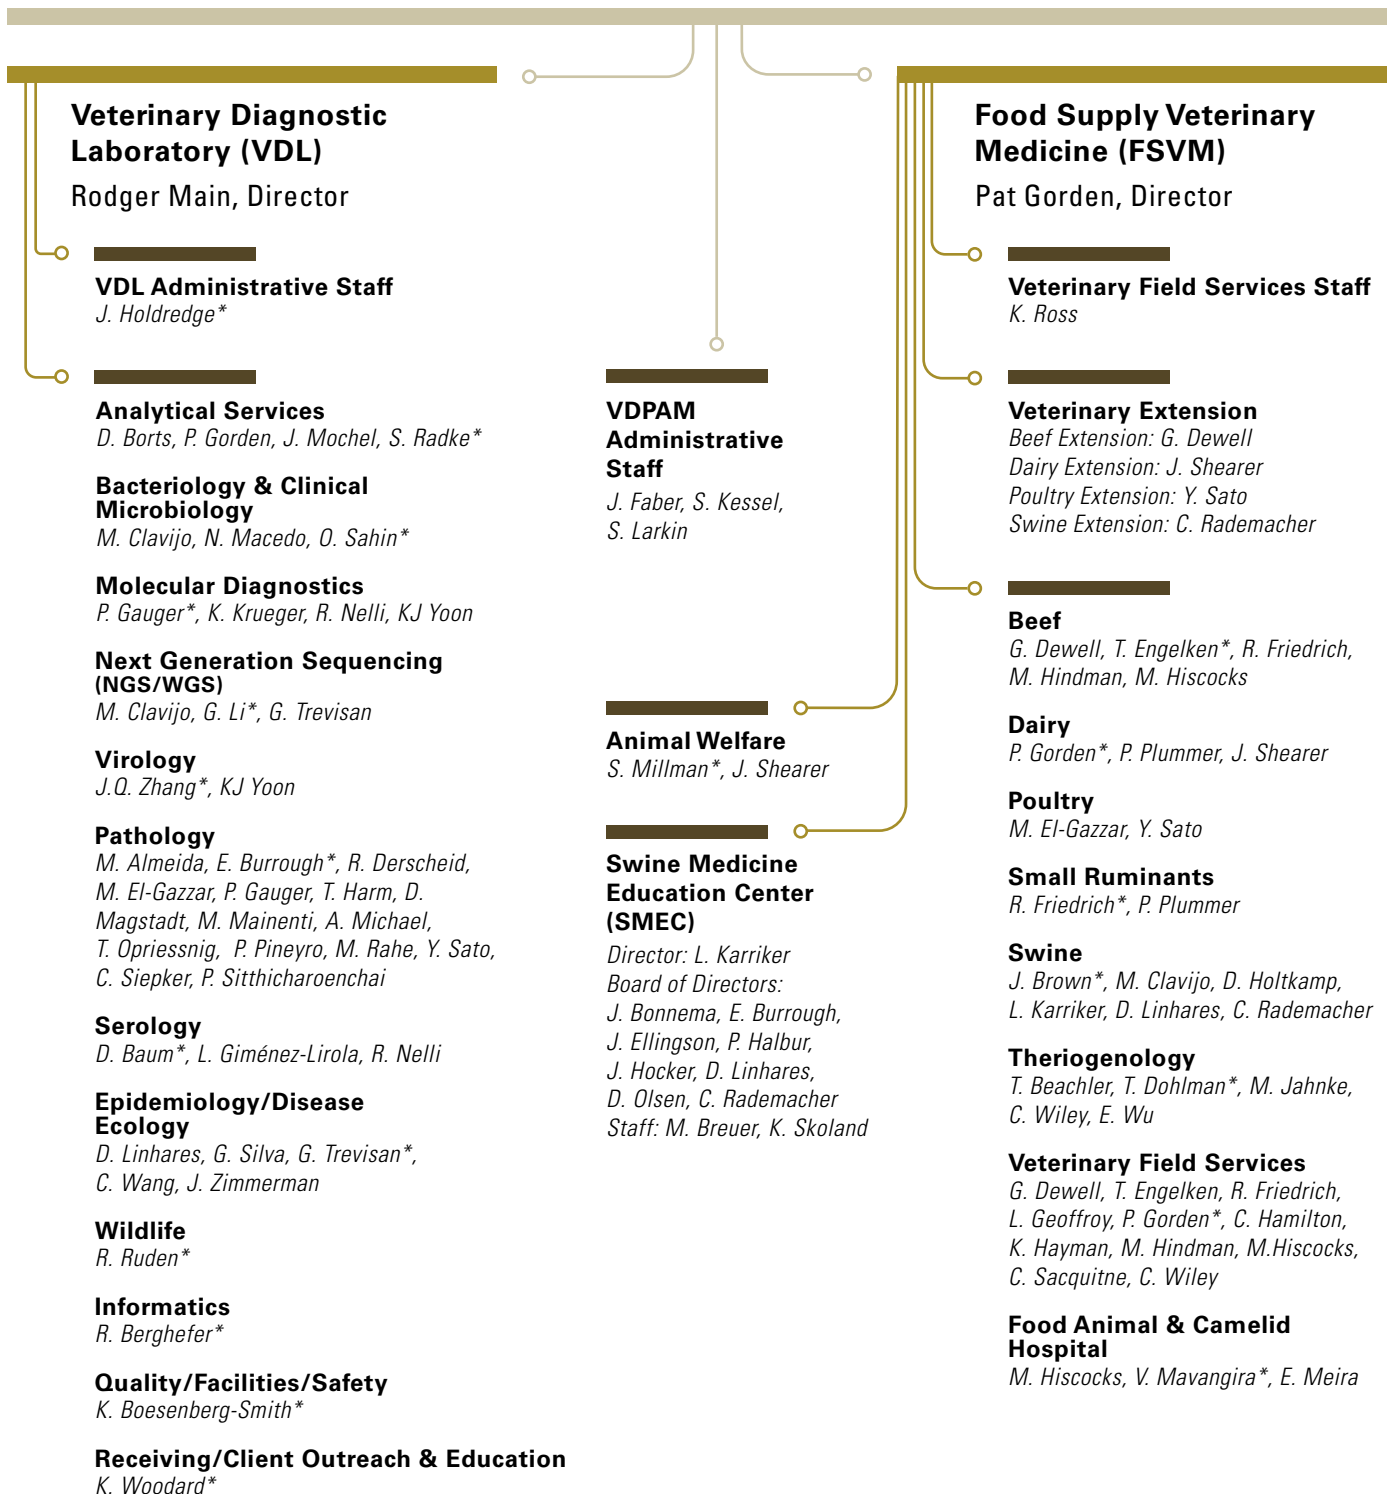 Veterinary Diagnostic
Laboratory (VDL)
Rodger Main, Director
VDL Administrative Staff
J. Holdredge*
Analytical Services
D. Borts, P. Gorden, J. Mochel, S. Radke*
Bacteriology & Clinical
Microbiology
M. Clavijo, N. Macedo, O. Sahin*
Molecular Diagnostics
P. Gauger*, K. Krueger, R. Nelli, KJ Yoon
Next Generation Sequencing
(NGS/WGS)
M. Clavijo, G. Li*, G. Trevisan
Virology
J.Q. Zhang*, KJ Yoon
Pathology
M. Almeida, E. Burrough*, R. Derscheid,
M. El-Gazzar, P. Gauger, T. Harm, D.
Magstadt, M. Mainenti, A. Michael,
T. Opriessnig, P. Pineyro, M. Rahe, Y. Sato,
C. Siepker, P. Sitthicharoenchai
Serology
D. Baum*, L. Giménez-Lirola, R. Nelli
Epidemiology/Disease
Ecology
D. Linhares, G. Silva, G. Trevisan*,
C. Wang, J. Zimmerman
Wildlife
R. Ruden*
Informatics
R. Berghefer*
Quality/Facilities/Safety
K. Boesenberg-Smith*
Receiving/Client Outreach & Education
K. Woodard*
VDPAM
Administrative
Staff
J. Faber, S. Kessel,
S. Larkin
Animal Welfare
S. Millman*, J. Shearer
Swine Medicine
Education Center
(SMEC)
Director: L. Karriker
Board of Directors:
J. Bonnema, E. Burrough,
J. Ellingson, P. Halbur,
J. Hocker, D. Linhares,
D. Olsen, C. Rademacher
Staff: M. Breuer, K. Skoland
Food Supply Veterinary
Medicine (FSVM)
Pat Gorden, Director
Veterinary Field Services Staff
K. Ross
Veterinary Extension
Beef Extension: G. Dewell
Dairy Extension: J. Shearer
Poultry Extension: Y. Sato
Swine Extension: C. Rademacher
Beef
G. Dewell, T. Engelken*, R. Friedrich,
M. Hindman, M. Hiscocks
Dairy
P. Gorden*, P. Plummer, J. Shearer
Poultry
M. El-Gazzar, Y. Sato
Small Ruminants
R. Friedrich*, P. Plummer
Swine
J. Brown*, M. Clavijo, D. Holtkamp,
L. Karriker, D. Linhares, C. Rademacher
Theriogenology
T. Beachler, T. Dohlman*, M. Jahnke,
C. Wiley, E. Wu
Veterinary Field Services
G. Dewell, T. Engelken, R. Friedrich,
L. Geoffroy, P. Gorden*, C. Hamilton,
K. Hayman, M. Hindman, M.Hiscocks,
C. Sacquitne, C. Wiley
Food Animal & Camelid
Hospital
M. Hiscocks, V. Mavangira*, E. Meira